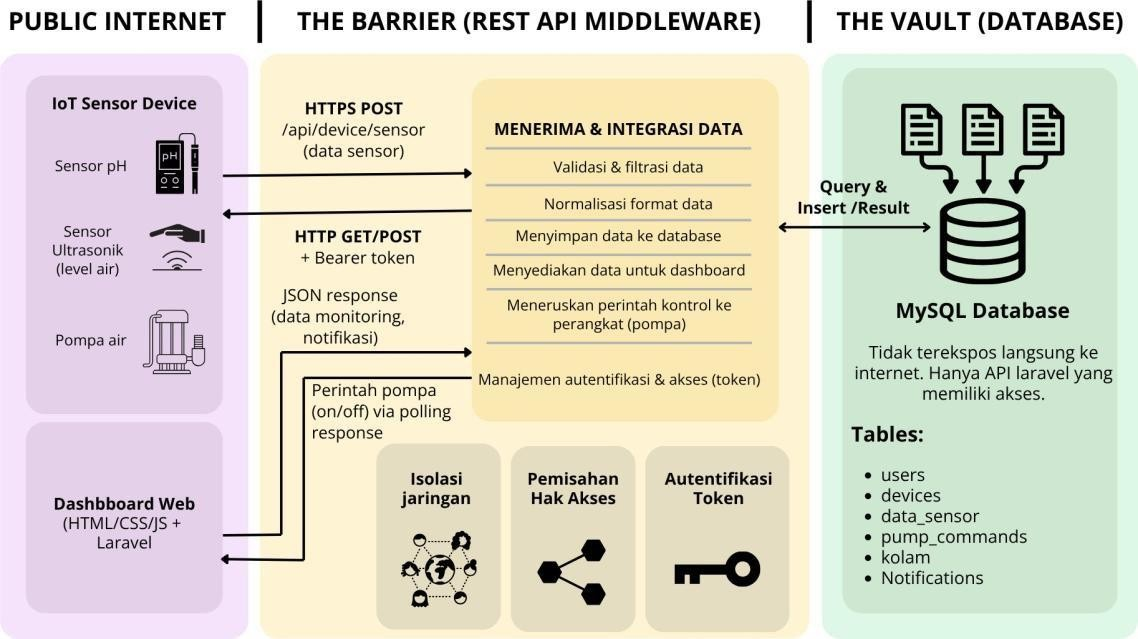 PUBLIC INTERNET
THE BARRIER (REST API MIDDLEWARE)
THE VAULT (DATABASE)
IoT Sensor Device
Sensor pH
pH
Sensor
Ultrasonik
(level air)
Pompa air
Dashbboard Web
(HTML/CSS/JS +
Laravel
HTTPS POST
/api/device/sensor
(data sensor)
HTTP GET/POST
+ Bearer token
JSON response
(data monitoring,
notifikasi)
Perintah pompa
(on/off) via polling
response
MENERIMA & INTEGRASI DATA
Validasi & filtrasi data
Normalisasi format data
Menyimpan data ke database
Menyediakan data untuk dashboard
Meneruskan perintah kontrol ke
perangkat (pompa)
Manajemen autentifikasi & akses (token)
Isolasi
jaringan
Pemisahan
Hak Akses
Autentifikasi
Token
Query &
Insert /Result
MySQL Database
Tidak terekspos langsung ke
internet. Hanya API laravel yang
memiliki akses.
Tables:
• users
• devices
• data_sensor
• pump_commands
• kolam
• Notifications